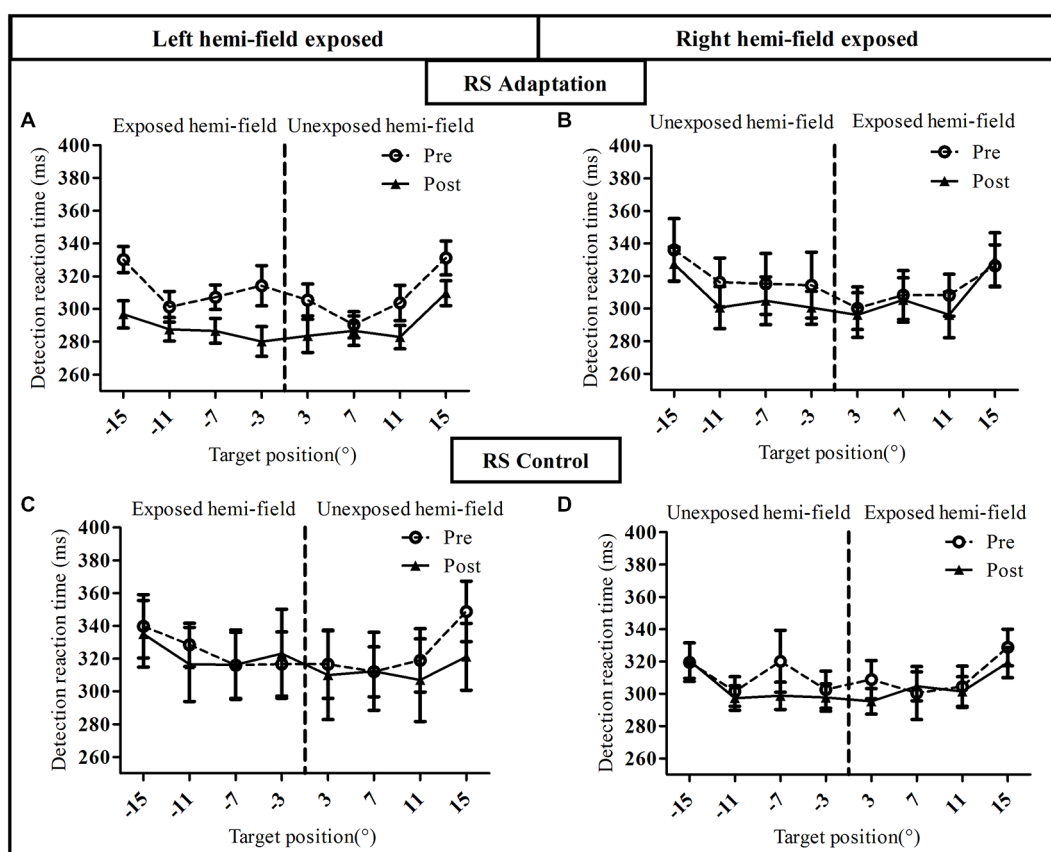 Left hemi-field exposed
Right hemi-field exposed
RS Adaptation
A
Exposed hemi-field
Unexposed hemi-field
Pre
Post
Detection reaction time (ms)
400
380
360
340
320
300
280
260
-15
-11
-7
-3
3
7
11
15
Target position(°)
B
Unexposed hemi-field
Exposed hemi-field
Pre
Post
Detection reaction time (ms)
400
380
360
340
320
300
280
260
-15
-11
-7
-3
3
7
11
15
Target position(°)
RS Control
C
Exposed hemi-field
Unexposed hemi-field
Pre
Post
Detection reaction time (ms)
400
380
360
340
320
300
280
260
-15
-11
-7
-3
3
7
11
15
Target position(°)
D
Unexposed hemi-field
Exposed hemi-field
Pre
Post
Detection reaction time (ms)
400
380
360
340
320
300
280
260
-15
-11
-7
-3
3
7
11
15
Target position(°)